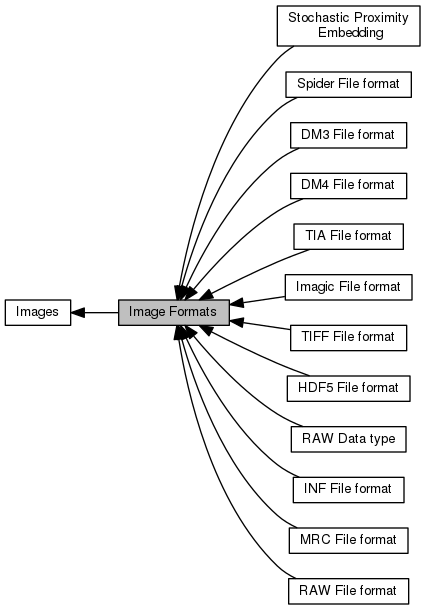 Stochastic Proximity
Embedding
Spider File format
DM3 File format
DM4 File format
TIA File format
Imagic File format
Images
Image Formats
TIFF File format
HDF5 File format
RAW Data type
INF File format
MRC File format
RAW File format